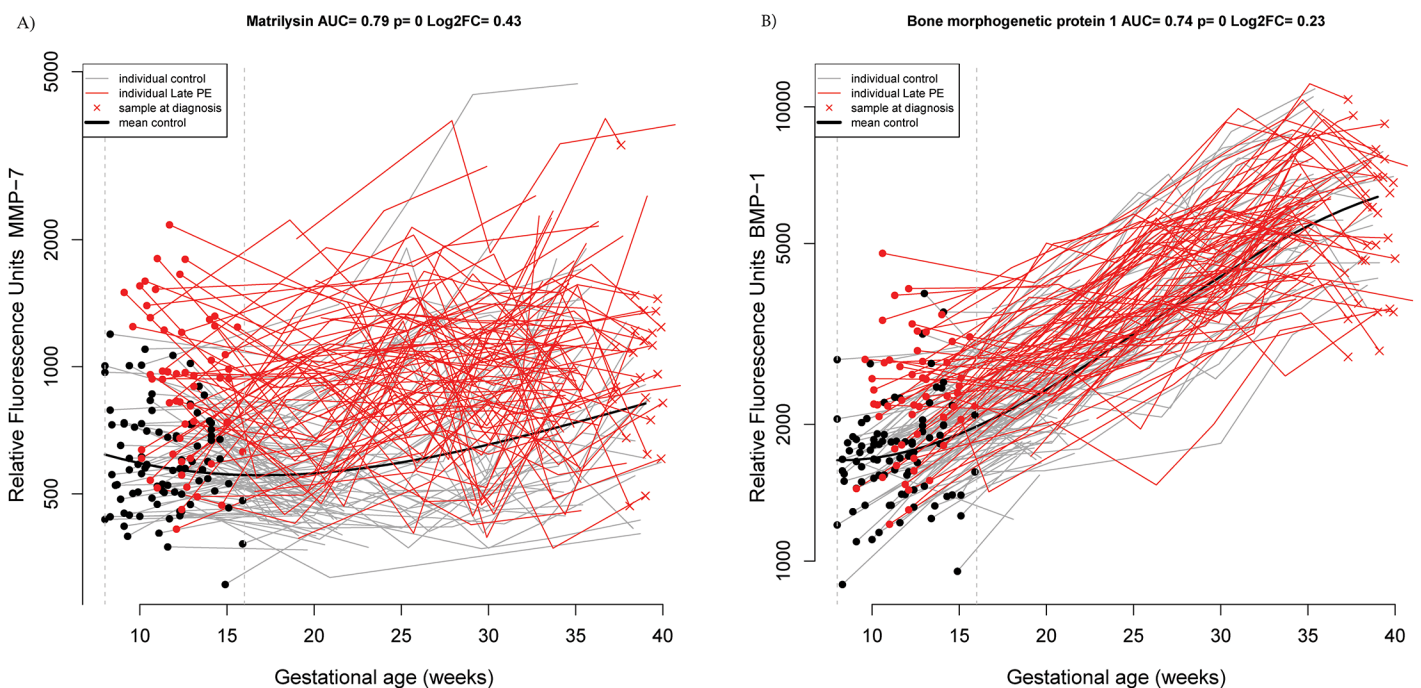 A)
Matrilysin AUC= 0.79 p= 0 Log2FC= 0.43
individual control
individual Late PE
sample at diagnosis
mean control
Relative Fluorescence Units MMP−7
5000
2000
1000
500
10 15 20 25 30 35 40
Gestational age (weeks)
B)
Bone morphogenetic protein 1 AUC= 0.74 p= 0 Log2FC= 0.23
individual control
individual Late PE
sample at diagnosis
mean control
Relative Fluorescence Units BMP−1
10000
5000
2000
1000
10 15 20 25 30 35 40
Gestational age (weeks)